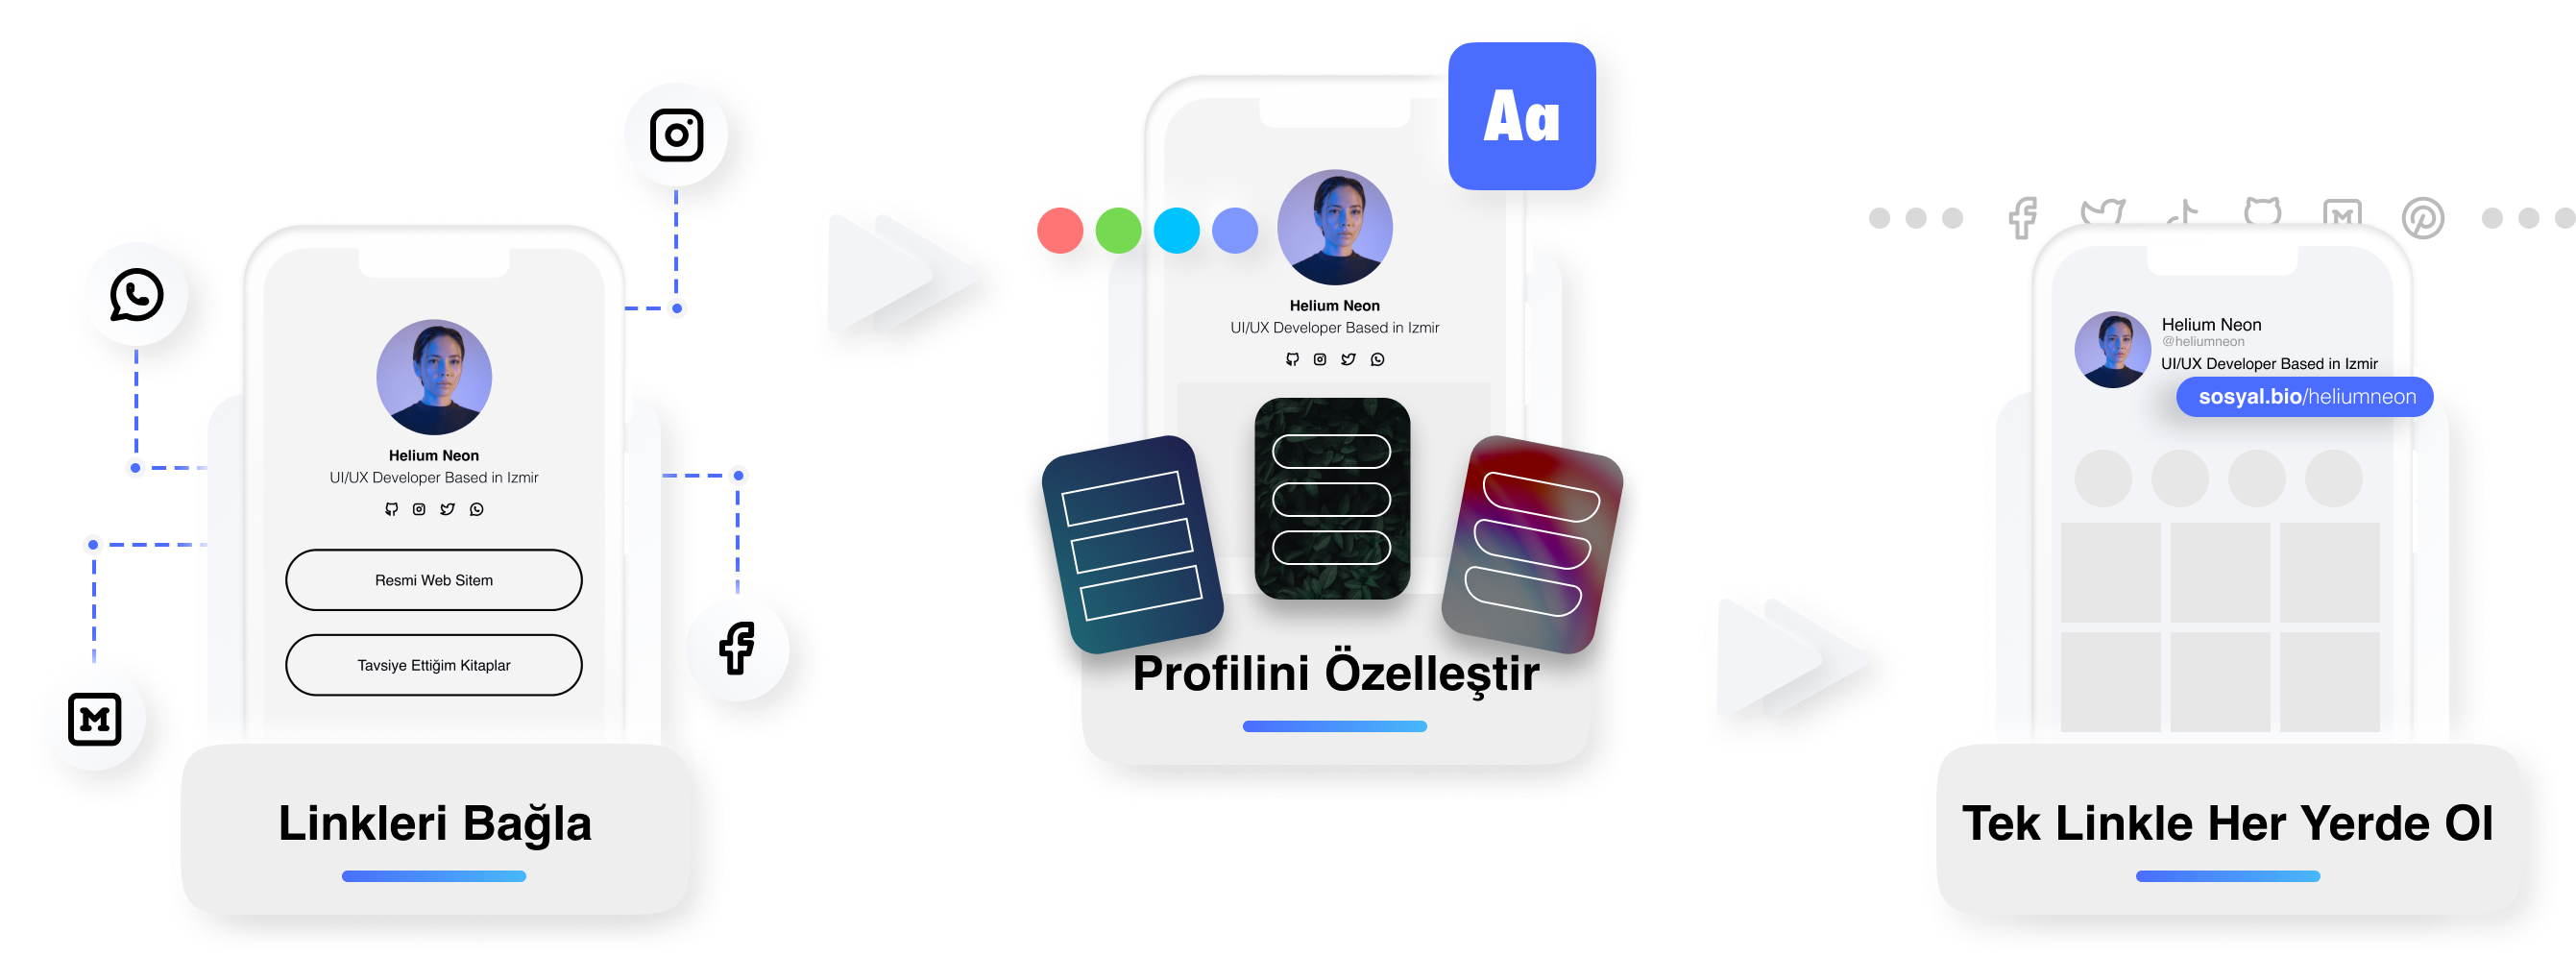 Helium Neon
UI/UX Developer Based in Izmir
Resmi Web Sitem
Tavsiye Ettiğim Kitaplar
Linkleri Bağla
Aa
Helium Neon
UI/UX Developer Based in Izmir
Profilini Özelleştir
Helium Neon
@heliumneon
UI/UX Developer Based in Izmir
sosyal.bio/heliumneon
Tek Linkle Her Yerde Ol